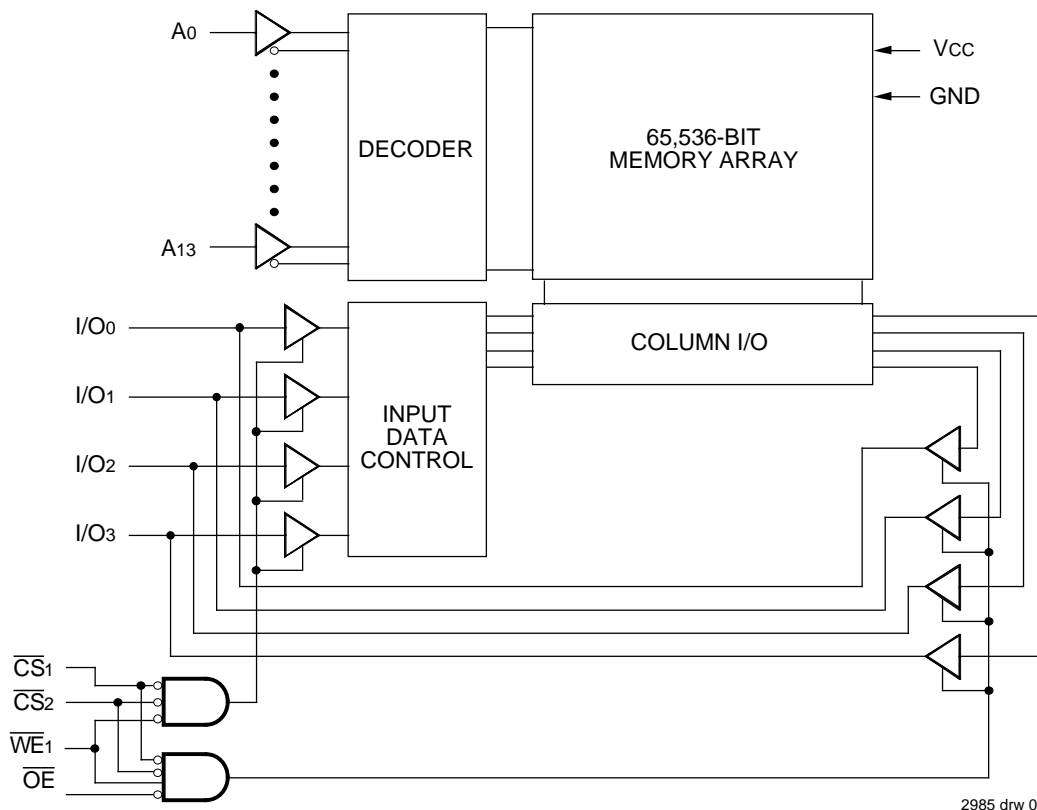 A0
VCC
GND
DECODER
65,536-BIT
MEMORY ARRAY
A13
I/O0
COLUMN I/O
I/O1
INPUT
DATA
CONTROL
I/O2
I/O3
CS1
CS2
WE1
OE
2985 drw 0